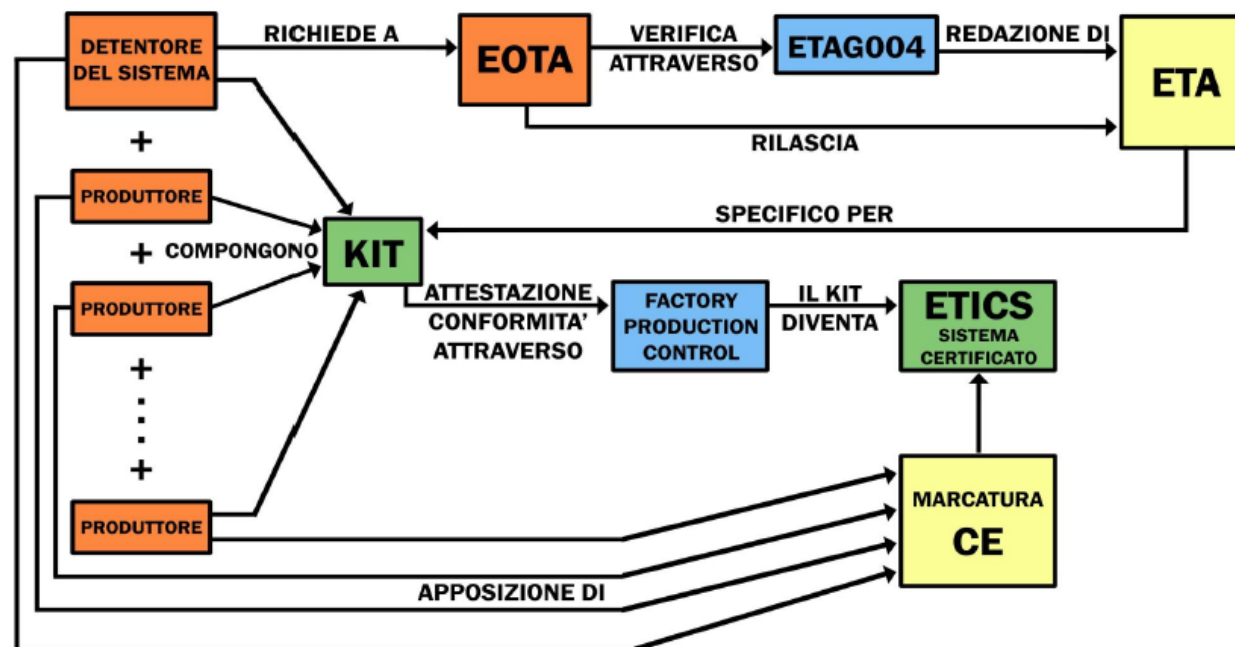 DETENTORE
DEL SISTEMA
RICHIEDE A
EOTA
VERIFICA
ATTRAVERSO
ETAG004
REDAZIONE DI
ETA
RILASCIA
+
PRODUTTORE
SPECIFICO PER
+
COMPONGONO
KIT
PRODUTTORE
ATTESTAZIONE
CONFORMITA'
ATTRAVERSO
FACTORY
PRODUCTION
CONTROL
IL KIT
DIVENTA
ETICS
SISTEMA
CERTIFICATO
+
+
PRODUTTORE
MARCATURA
CE
APPOSIZIONE DI